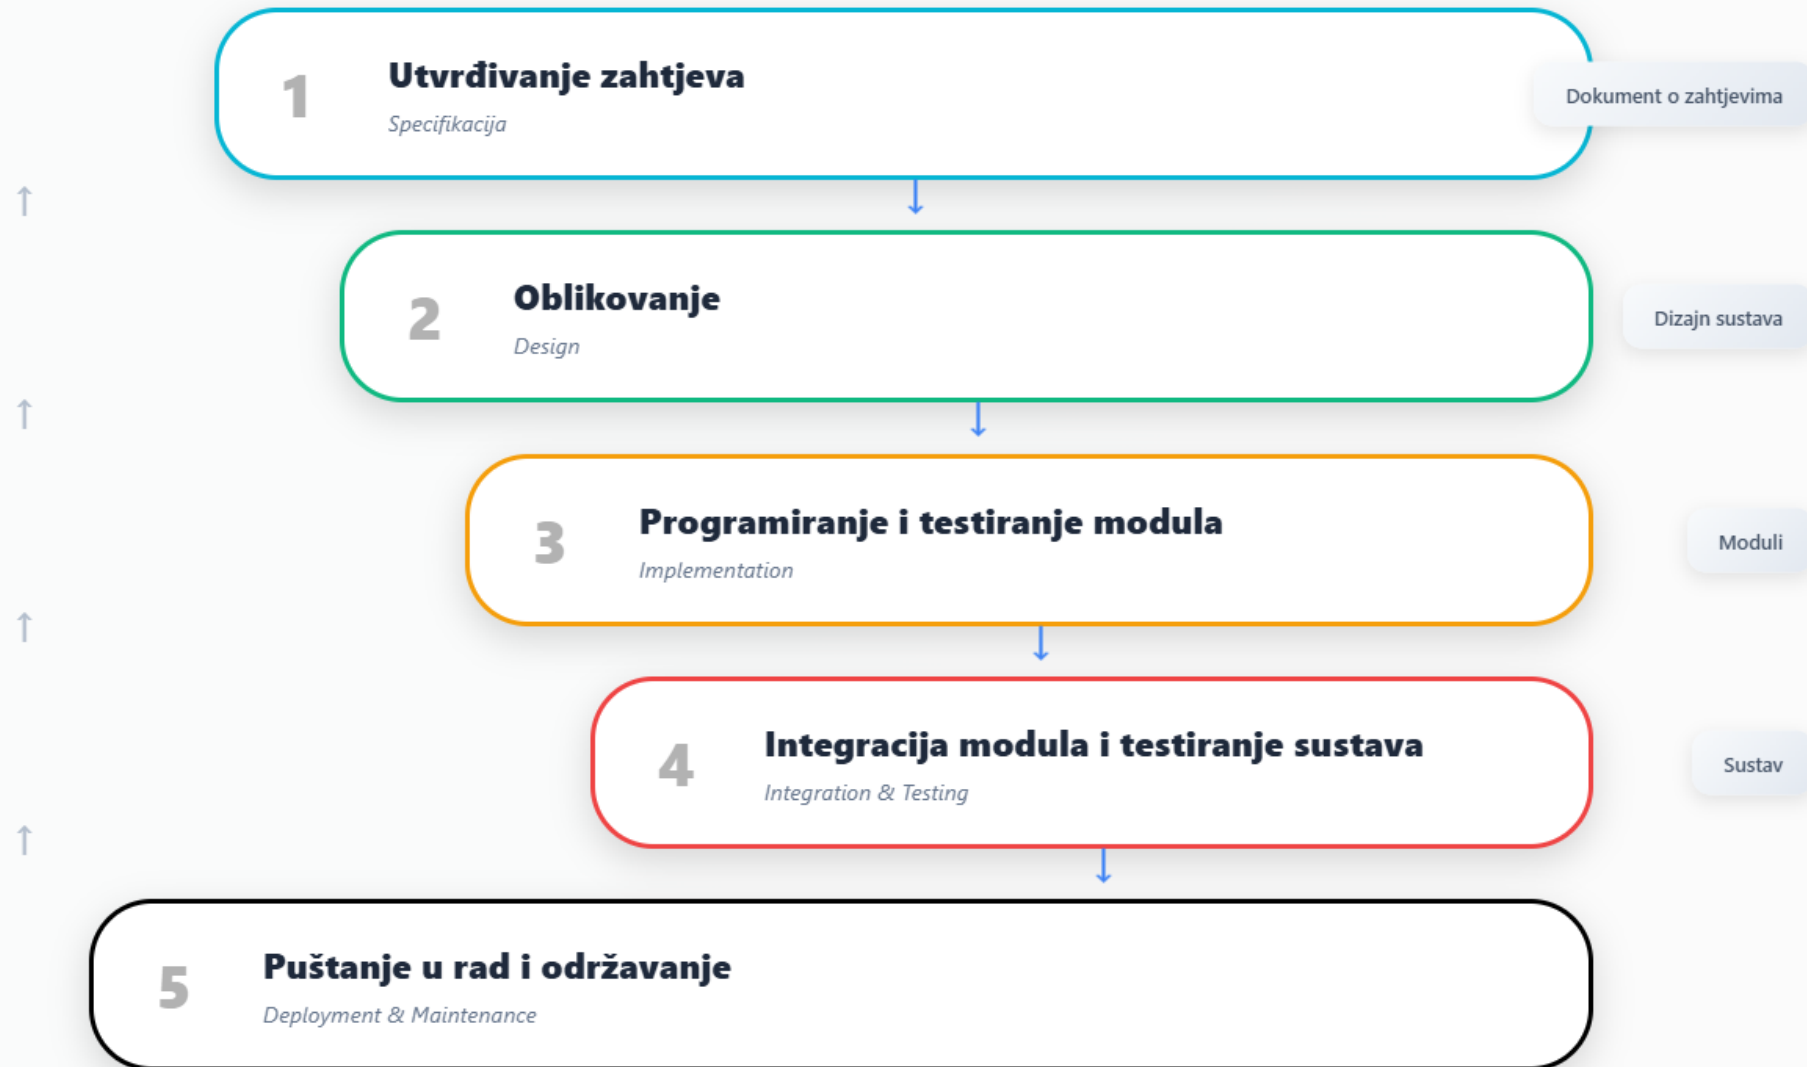 1
Utvrđivanje zahtjeva
Specifikacija
Dokument o zahtjevima
↓
↑
2
Oblikovanje
Design
Dizajn sustava
↓
↑
3
Programiranje i testiranje modula
Implementation
Moduli
↓
↑
4
Integracija modula i testiranje sustava
Integration & Testing
Sustav
↓
↑
5
Puštanje u rad i održavanje
Deployment & Maintenance